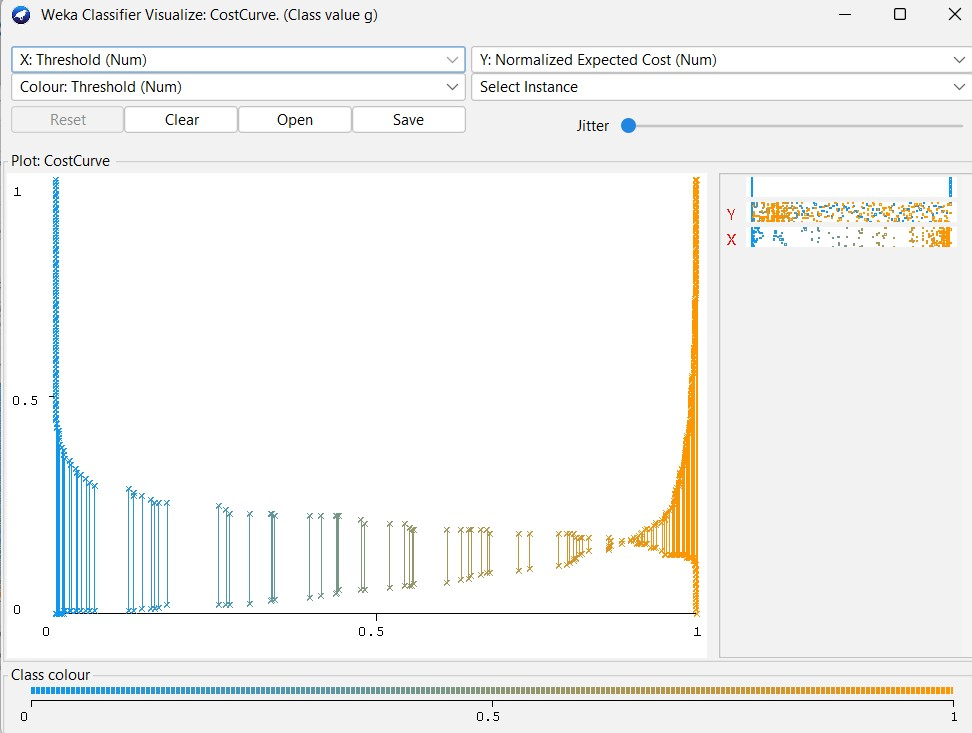 Weka Classifier Visualize: CostCurve. (Class value g)
X: Threshold (Num)
Y: Normalized Expected Cost (Num)
Colour: Threshold (Num)
Select Instance
Reset
Clear
Open
Save
Jitter
Plot: CostCurve
1
0.5
0
0
0.5
1
Y
X
Class colour
0
0.5
1